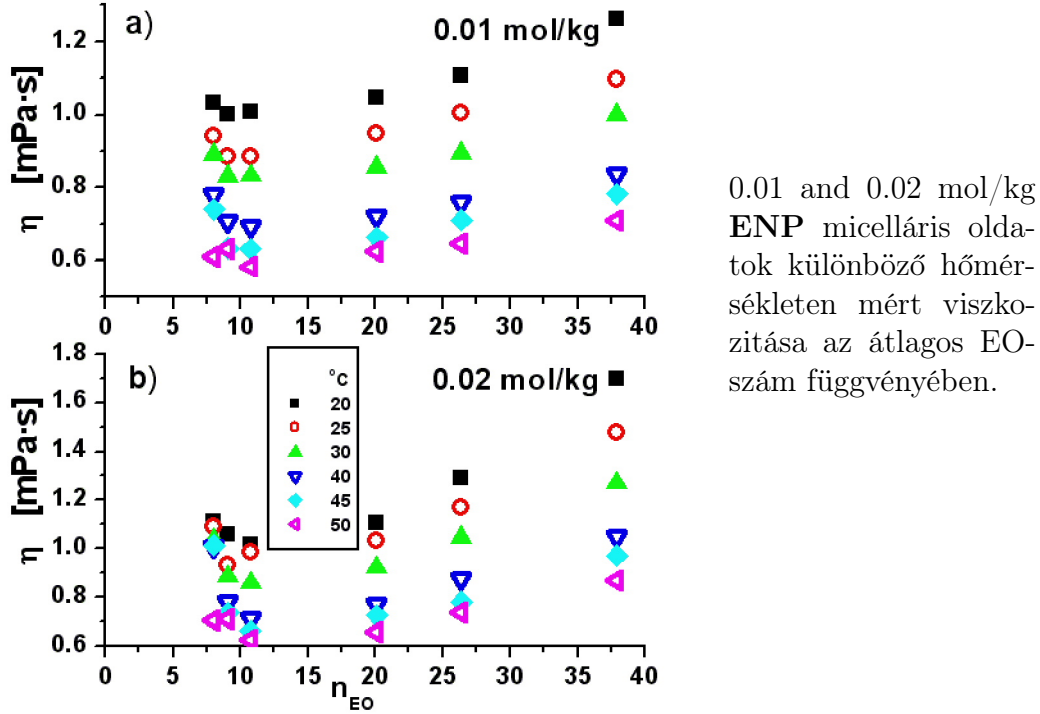 a)
0.01 mol/kg
η [mPa·s]
1.2
1.0
0.8
0.6
0 5 10 15 20 25 30 35 40
b)
0.02 mol/kg
η [mPa·s]
1.8
1.6
1.4
1.2
1.0
0.8
0.6
°C
20
25
30
40
45
50
0 5 10 15 20 25 30 35 40
n_EO
0.01 and 0.02 mol/kg
ENP micelláris olda-
tok különböző hőmér-
sékleten mért viszko-
zitása az átlagos EO-
szám függvényében.